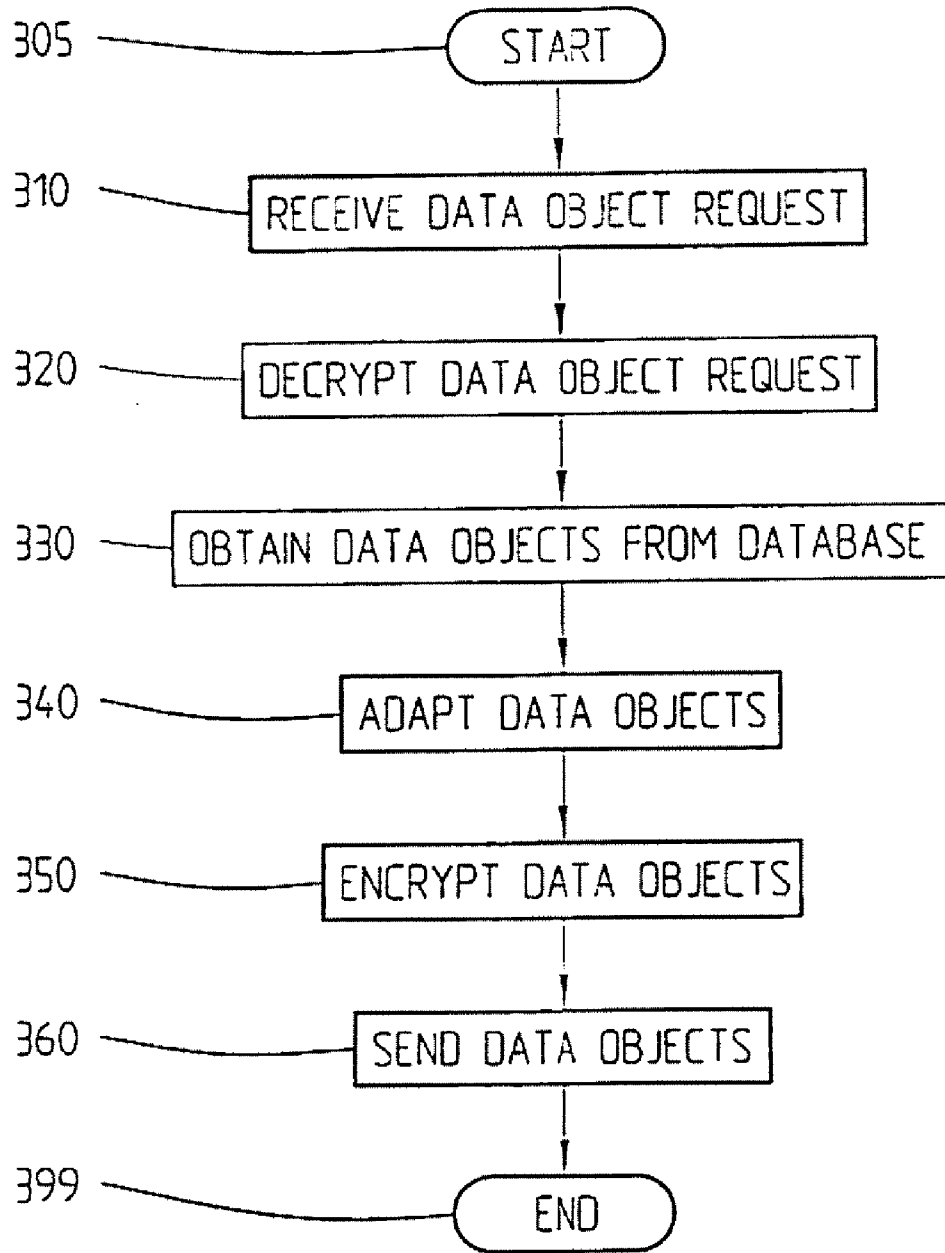 305 START
310 RECEIVE DATA OBJECT REQUEST
320 DECRYPT DATA OBJECT REQUEST
330 OBTAIN DATA OBJECTS FROM DATABASE
340 ADAPT DATA OBJECTS
350 ENCRYPT DATA OBJECTS
360 SEND DATA OBJECTS
399 END